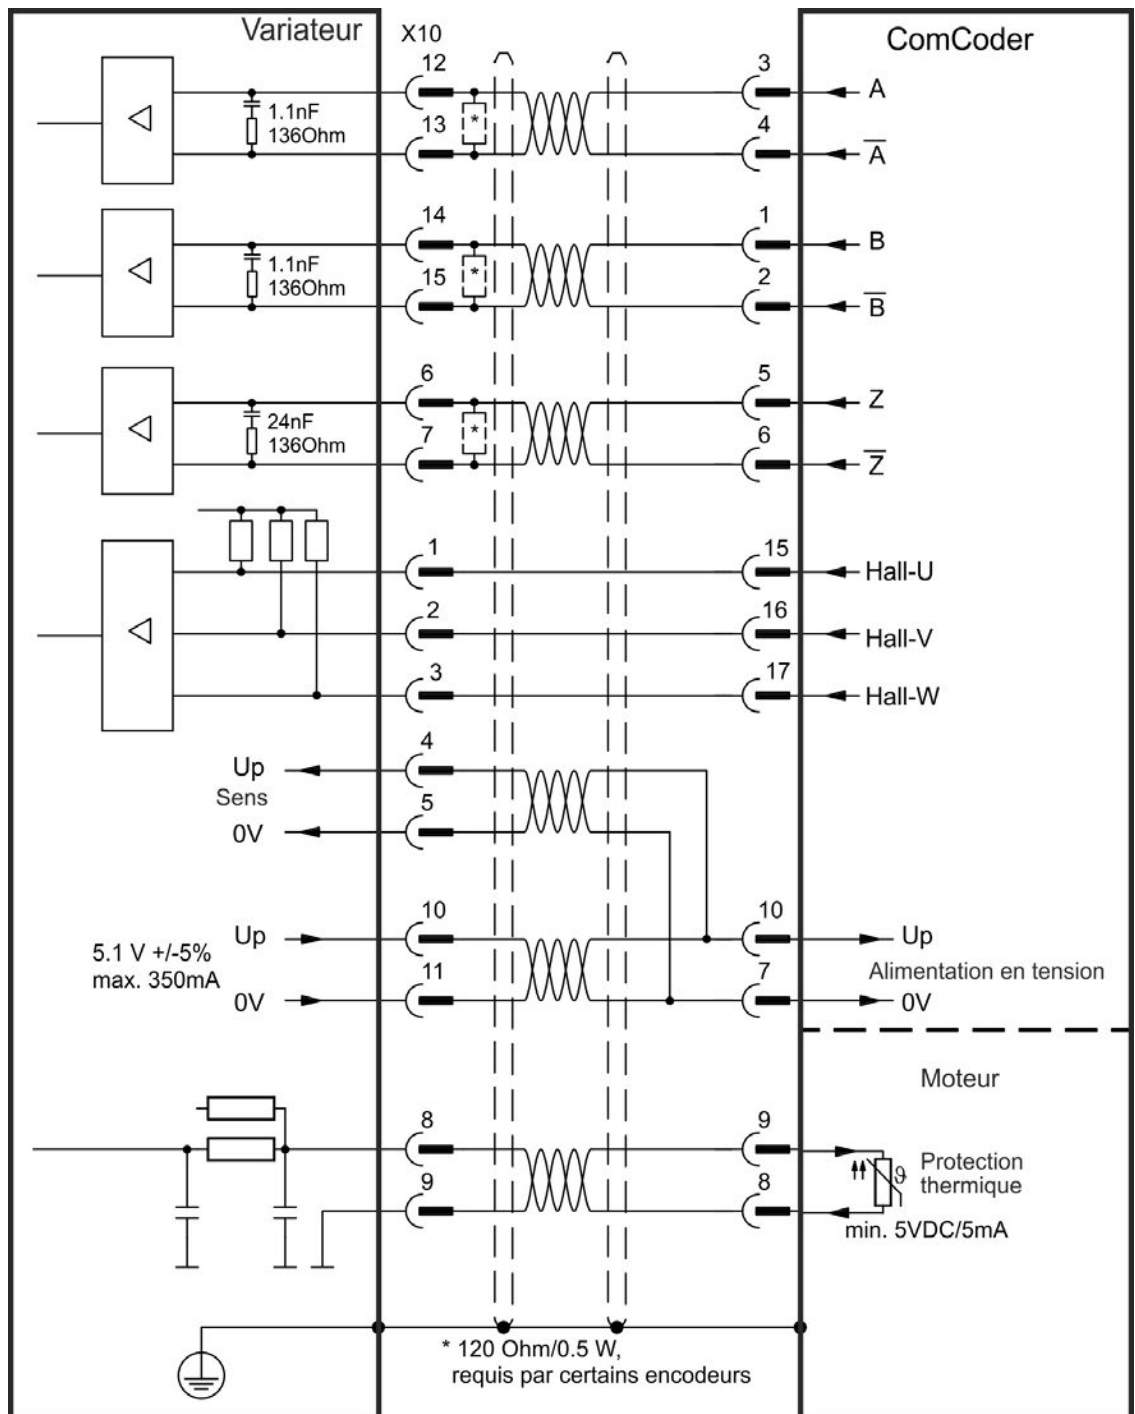 Variateur
X10
ComCoder
12
3
A
1.1nF
136Ohm
*
13
4
A̅
14
1
B
1.1nF
136Ohm
*
15
2
B̅
6
5
Z
24nF
136Ohm
*
7
6
Z̅
1
15
Hall-U
2
16
Hall-V
3
17
Hall-W
4
Up
Sens
5
0V
10
10
Up
Up
5.1 V +/-5%
max. 350mA
Alimentation en tension
11
7
0V
0V
Moteur
8
9
Protection
thermique
ϑ
9
8
min. 5VDC/5mA
* 120 Ohm/0.5 W,
requis par certains encodeurs